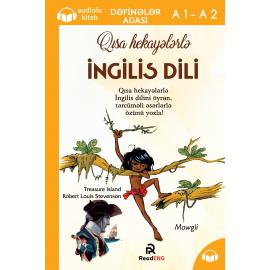 audiolu
kitab
DƏFİNƏLƏR
ADASI
A1-A2
Qısa hekayələrlə
İNGİLİS DİLİ
Qısa hekayələrlə
İngilis dilini öyrən,
tərcüməli əsərlərlə
özünü yoxla!
Treasure Island
Robert Louis Stevenson
Mowgli
ReadENG